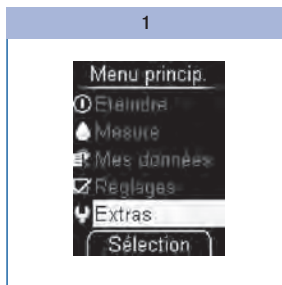 1
Menu princip.
Eteindre
Mesure
Mes données
Réglages
Extras
Sélection